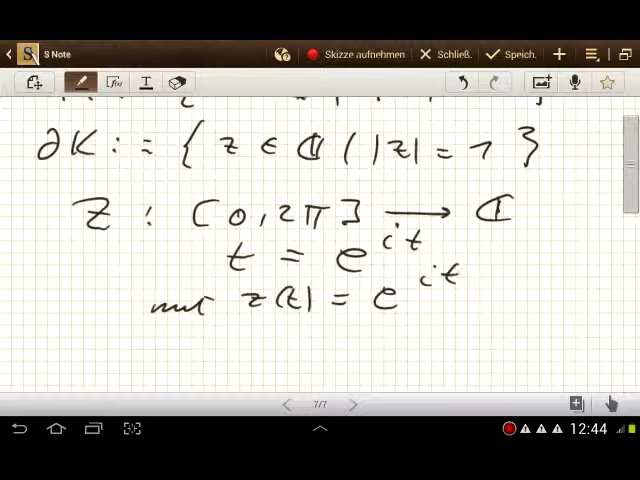 S Note
Skizze aufnehmen Schließ. Speich.
∂K := { z ∈ ℂ | |z| = 1 }
Z : [0, 2π] → ℂ
t = e^{it}
mit z(t) = e^{it}
7/7
12:44